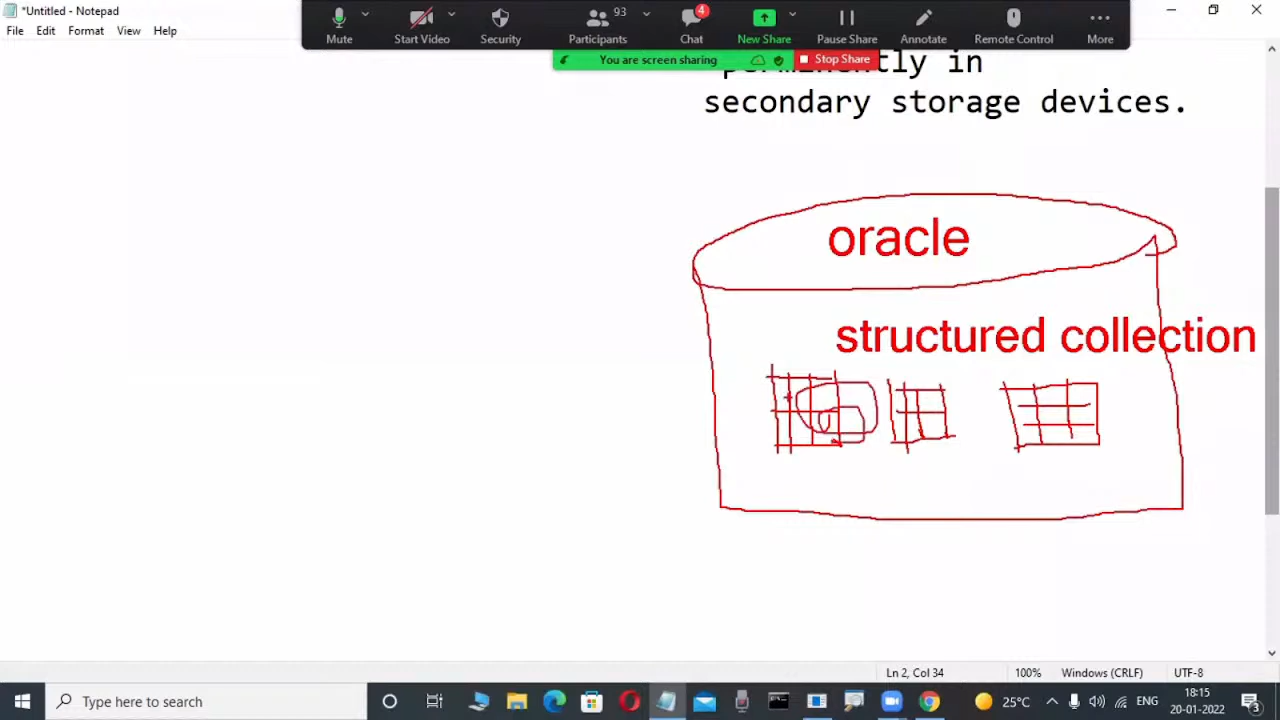 *Untitled - Notepad
File Edit Format View Help
Mute Start Video Security Participants 93 Chat 4 New Share Pause Share Annotate Remote Control More
You are screen sharing Stop Share
in
secondary storage devices.
oracle
structured collection
Ln 2, Col 34 100% Windows (CRLF) UTF-8
Type here to search
25°C ENG 18:15 20-01-2022 3